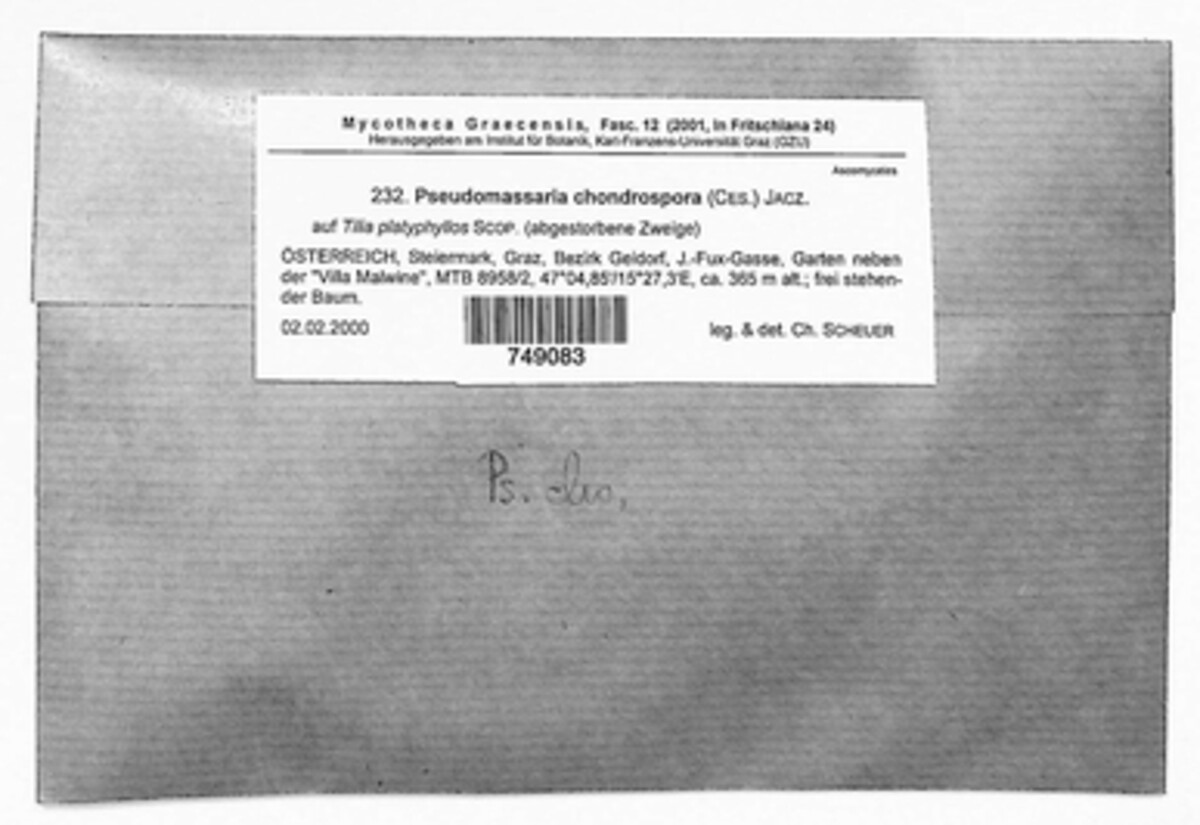 Mycotheca Graecensis, Fasc. 12 (2001, in Fritschiana 24)
Herausgegeben am Institut für Botanik, Karl-Franzens-Universität Graz (GZU)
Ascomycetes
232. Pseudomassaria chondrospora (CES.) JACZ.
auf Tilia platyphyllos SCOP. (abgestorbene Zweige)
ÖSTERREICH, Steiermark, Graz, Bezirk Geidorf, J.-Fux-Gasse, Garten neben
der "Villa Malwine", MTB 8958/2, 47°04,85'/15°27,3'E, ca. 365 m alt.; frei stehen-
der Baum.
02.02.2000
leg. & det. Ch. SCHEUER
749083
Ps. cho,